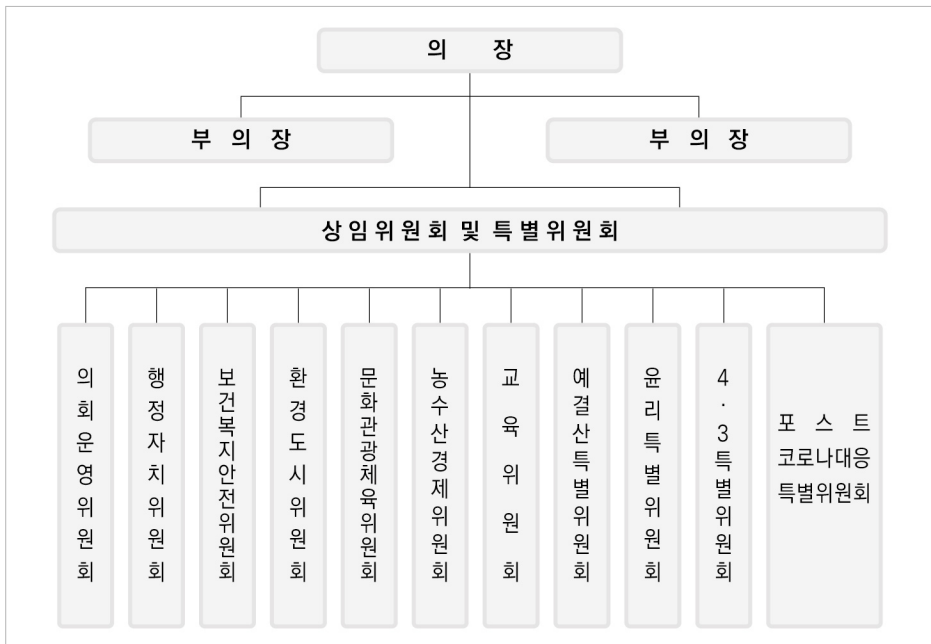 의 장
부 의 장
부 의 장
상임위원회 및 특별위원회
의회운영위원회
행정자치위원회
보건복지안전위원회
환경도시위원회
문화관광체육위원회
농수산경제위원회
교육위원회
예결산특별위원회
윤리특별위원회
4·3특별위원회
포 스 트
코로나대응
특별위원회